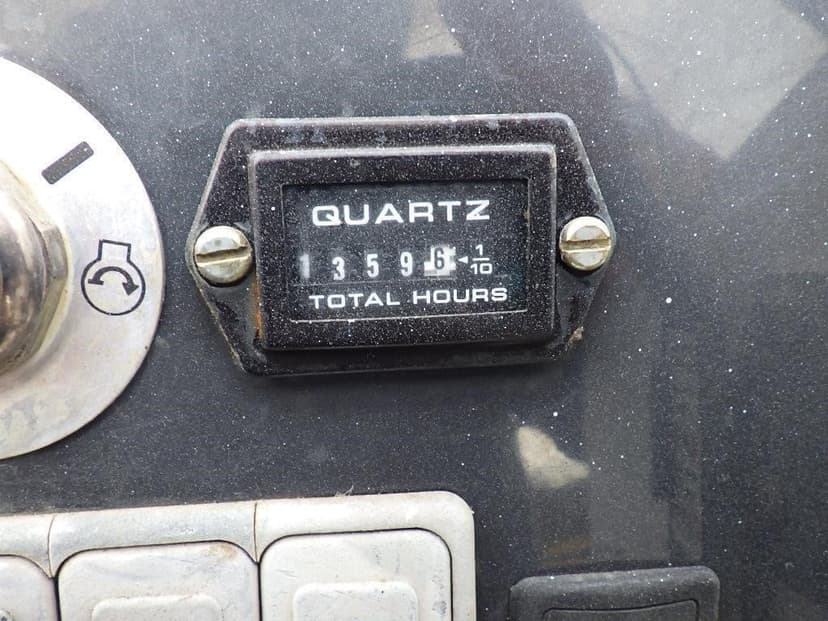 QUARTZ
1 3 5 9 6 ◄ 1/10
TOTAL HOURS